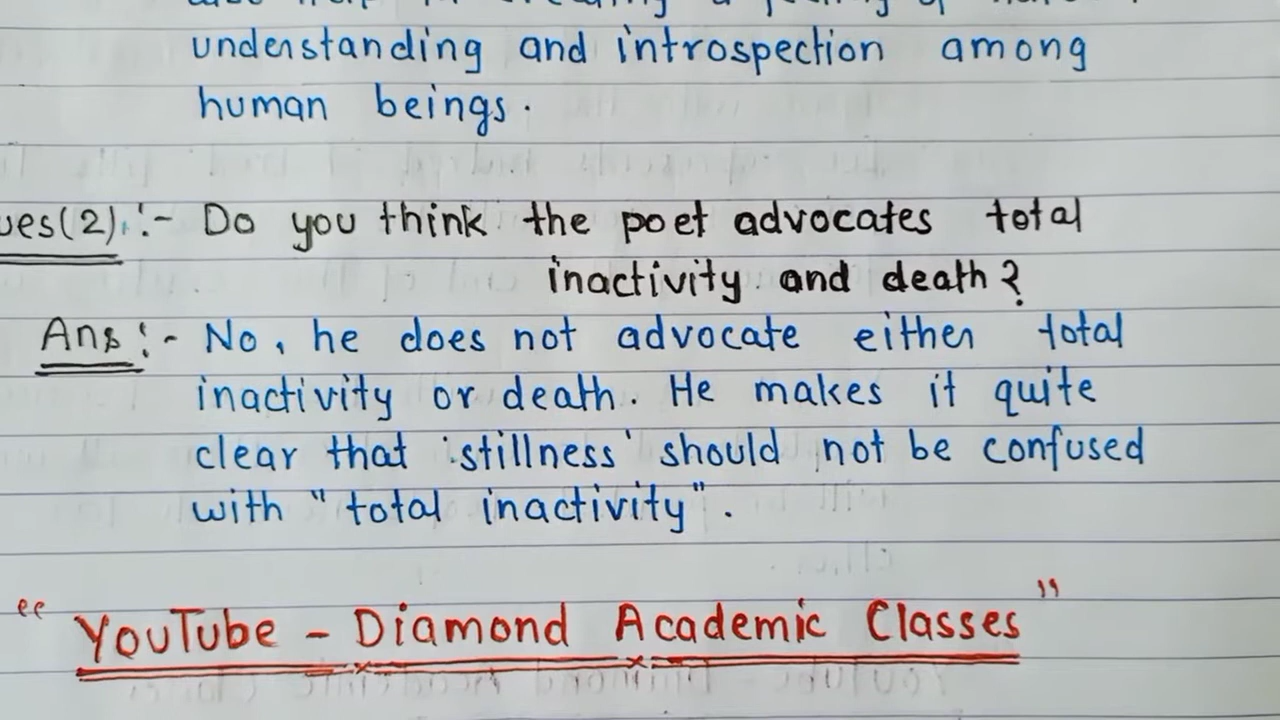 understanding and introspection among
human beings.
ues(2) :- Do you think the poet advocates total
inactivity and death?
Ans :- No, he does not advocate either total
inactivity or death. He makes it quite
clear that 'stillness' should not be confused
with "total inactivity".
"YouTube - Diamond Academic Classes"